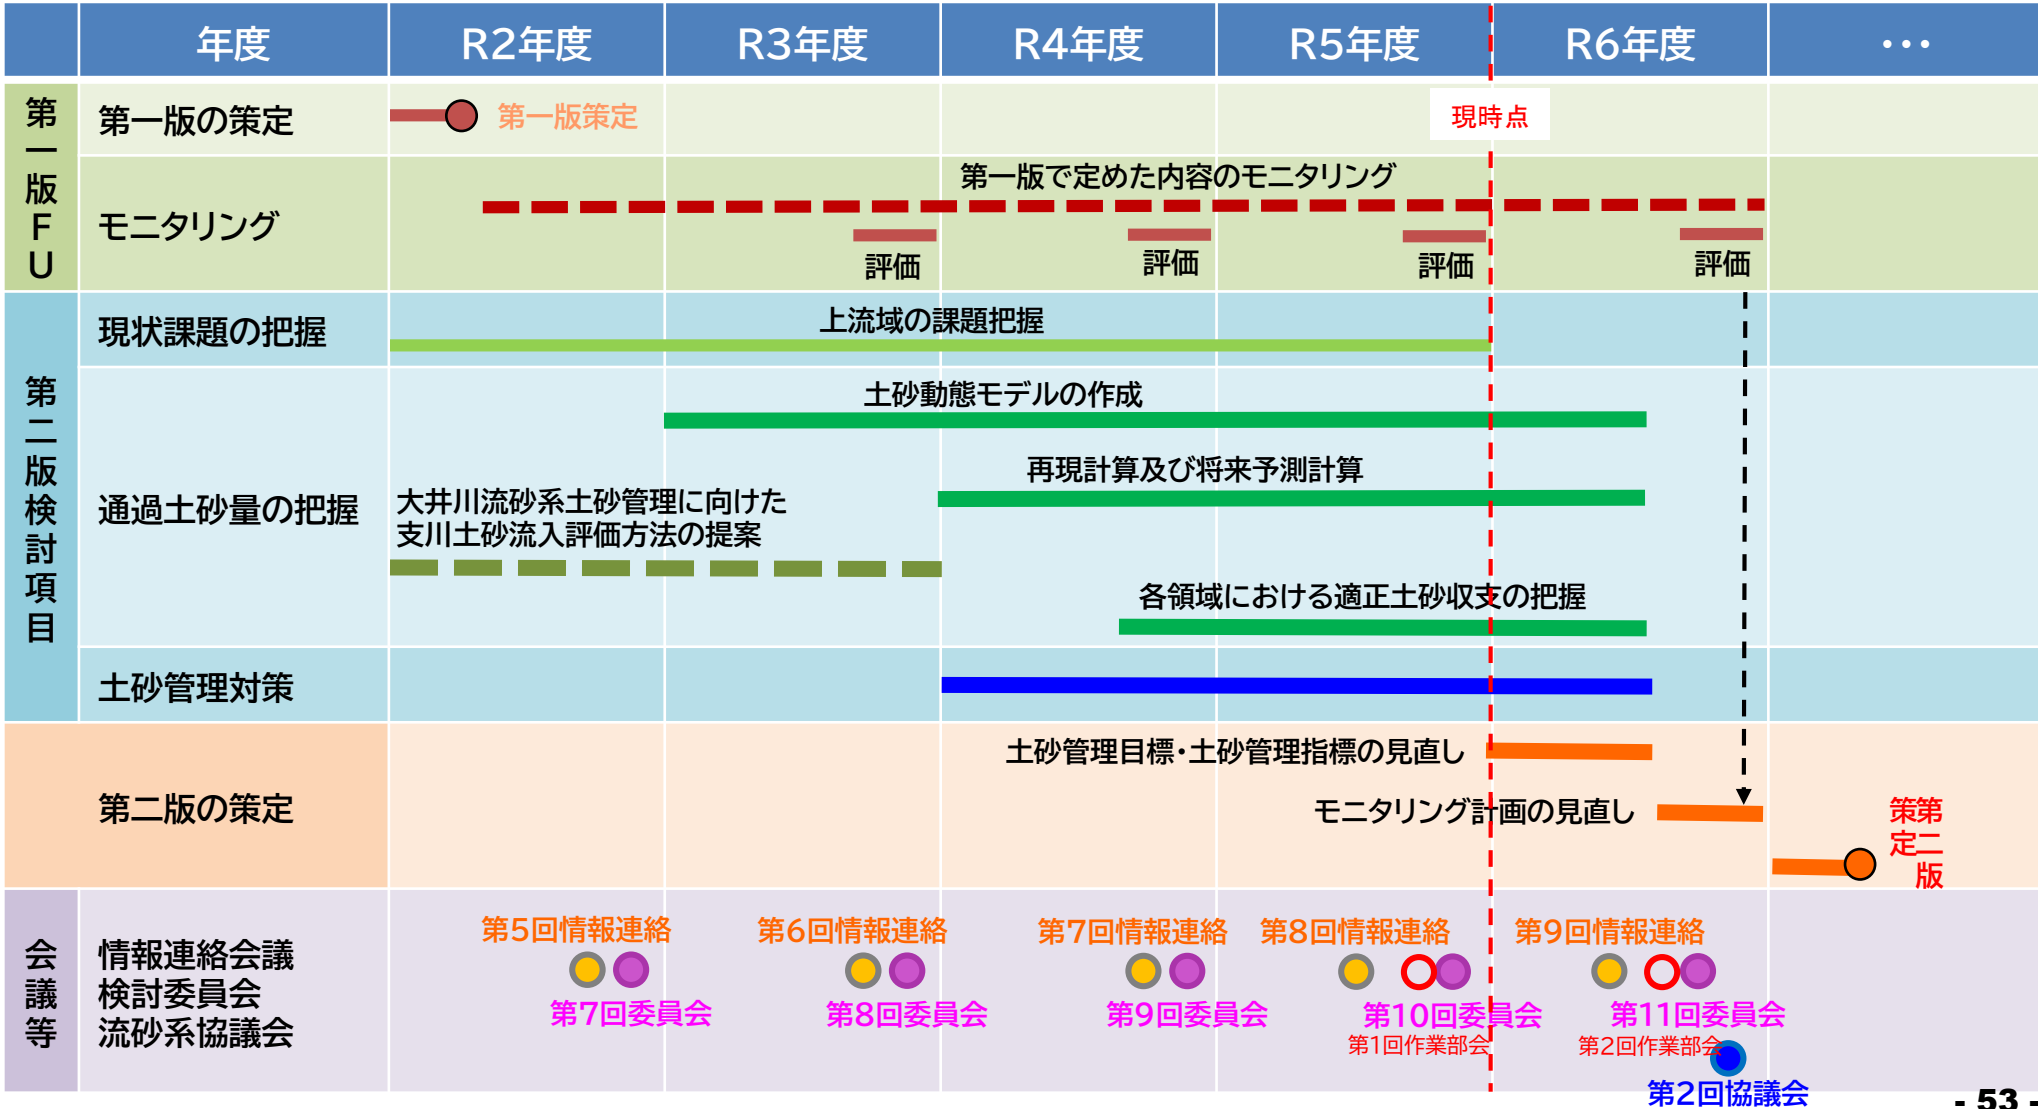 年度
R2年度
R3年度
R4年度
R5年度
R6年度
･･･
第一版FU
第一版の策定
第一版策定
現時点
モニタリング
第一版で定めた内容のモニタリング
評価
評価
評価
評価
第二版検討項目
現状課題の把握
上流域の課題把握
通過土砂量の把握
土砂動態モデルの作成
再現計算及び将来予測計算
大井川流砂系土砂管理に向けた
支川土砂流入評価方法の提案
各領域における適正土砂収支の把握
土砂管理対策
第二版の策定
土砂管理目標･土砂管理指標の見直し
モニタリング計画の見直し
第二版
策定
会議等
情報連絡会議
検討委員会
流砂系協議会
第5回情報連絡
第6回情報連絡
第7回情報連絡
第8回情報連絡
第9回情報連絡
第7回委員会
第8回委員会
第9回委員会
第10回委員会
第11回委員会
第1回作業部会
第2回作業部会
第2回協議会
- 53 -